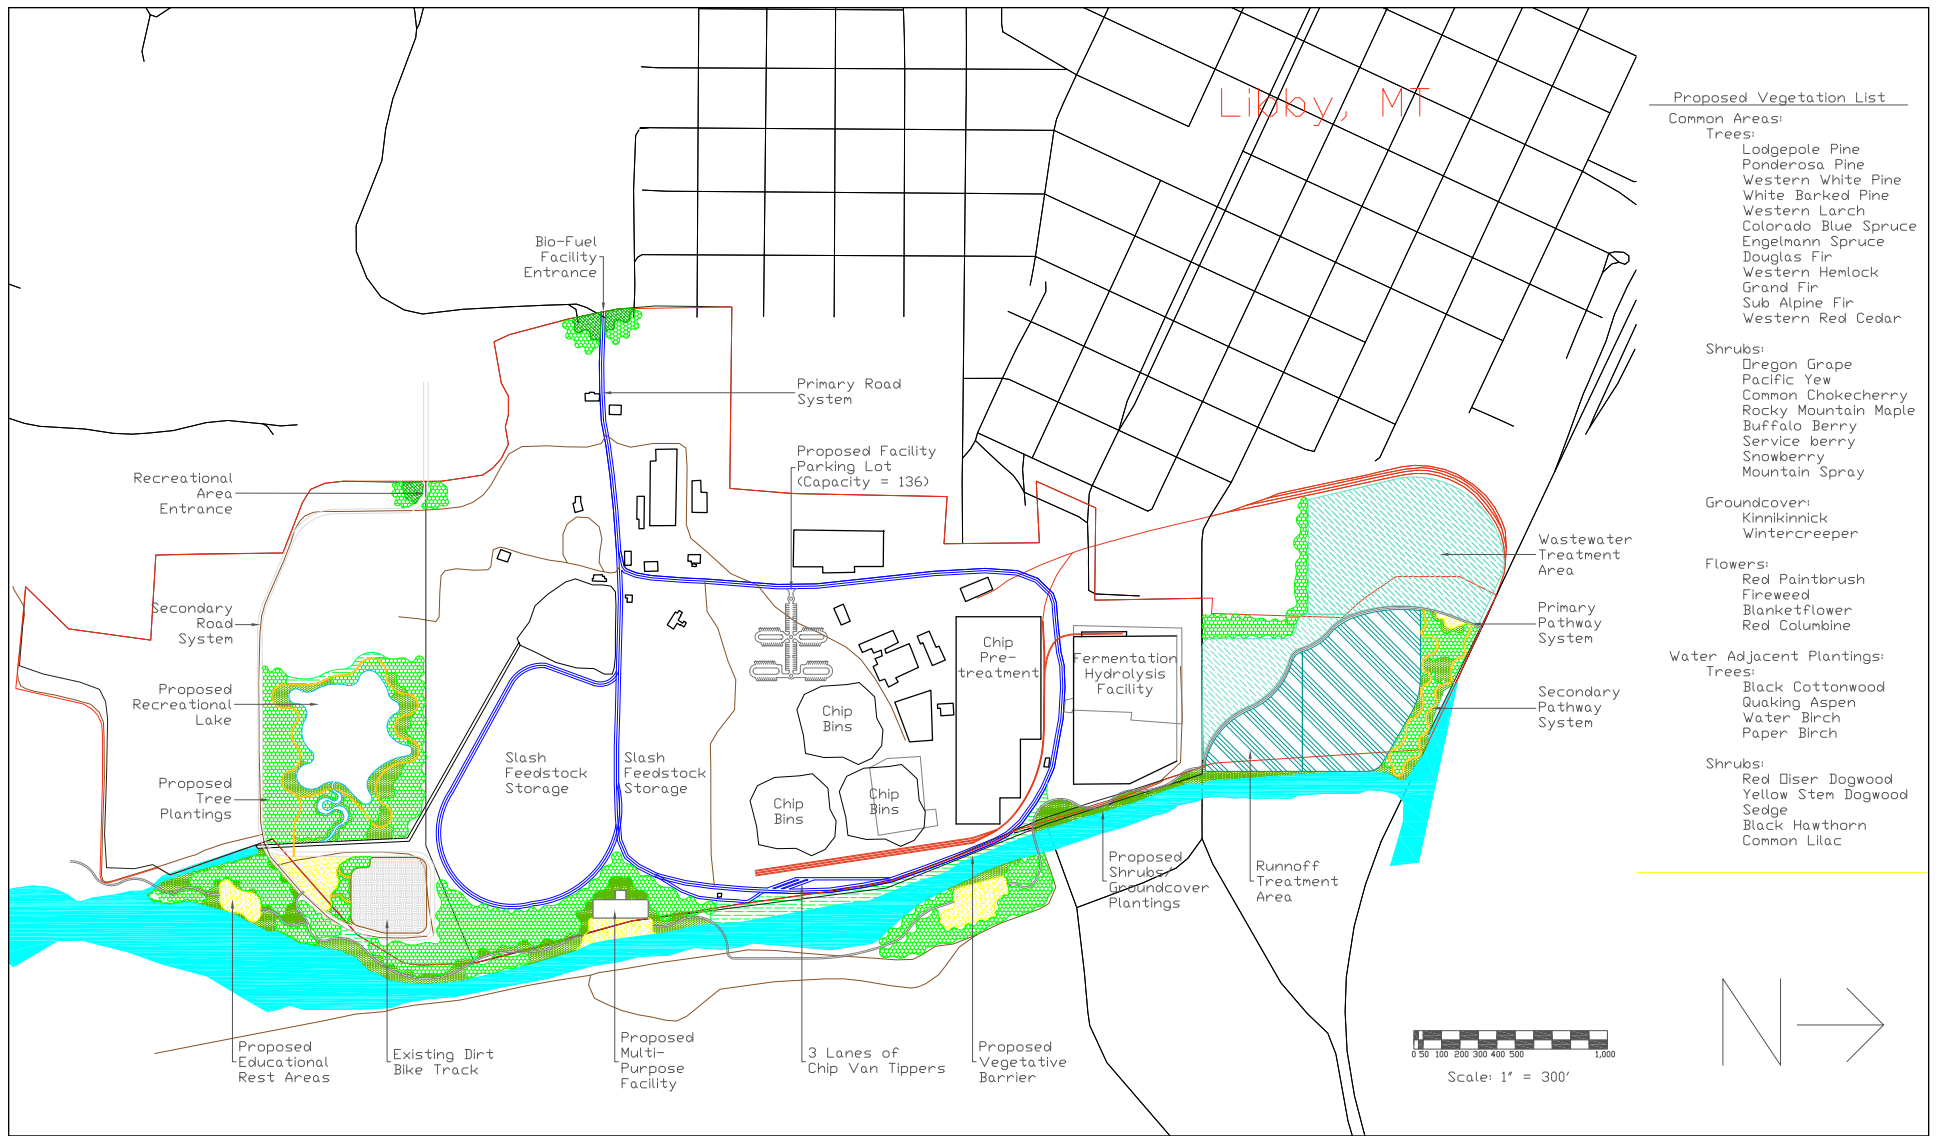 Libby, MT
Bio-Fuel
Facility
Entrance
Primary Road
System
Proposed Facility
Parking Lot
(Capacity = 136)
Recreational
Area
Entrance
Secondary
Road
System
Proposed
Recreational
Lake
Proposed
Tree
Plantings
Slash
Feedstock
Storage
Slash
Feedstock
Storage
Chip
Bins
Chip
Bins
Chip
Bins
Chip
Pre-
treatment
Fermentation
Hydrolysis
Facility
Wastewater
Treatment
Area
Primary
Pathway
System
Secondary
Pathway
System
Proposed
Shrubs/
Groundcover
Plantings
Runnoff
Treatment
Area
Proposed
Educational
Rest Areas
Existing Dirt
Bike Track
Proposed
Multi-
Purpose
Facility
3 Lanes of
Chip Van Tippers
Proposed
Vegetative
Barrier
Proposed Vegetation List
Common Areas:
Trees:
Lodgepole Pine
Ponderosa Pine
Western White Pine
White Barked Pine
Western Larch
Colorado Blue Spruce
Engelmann Spruce
Douglas Fir
Western Hemlock
Grand Fir
Sub Alpine Fir
Western Red Cedar
Shrubs:
Oregon Grape
Pacific Yew
Common Chokecherry
Rocky Mountain Maple
Buffalo Berry
Service berry
Snowberry
Mountain Spray
Groundcover:
Kinnikinnick
Wintercreeper
Flowers:
Red Paintbrush
Fireweed
Blanketflower
Red Columbine
Water Adjacent Plantings:
Trees:
Black Cottonwood
Quaking Aspen
Water Birch
Paper Birch
Shrubs:
Red Oiser Dogwood
Yellow Stem Dogwood
Sedge
Black Hawthorn
Common Lilac
0 50 100 200 300 400 500 1,000
Scale: 1" = 300'
N